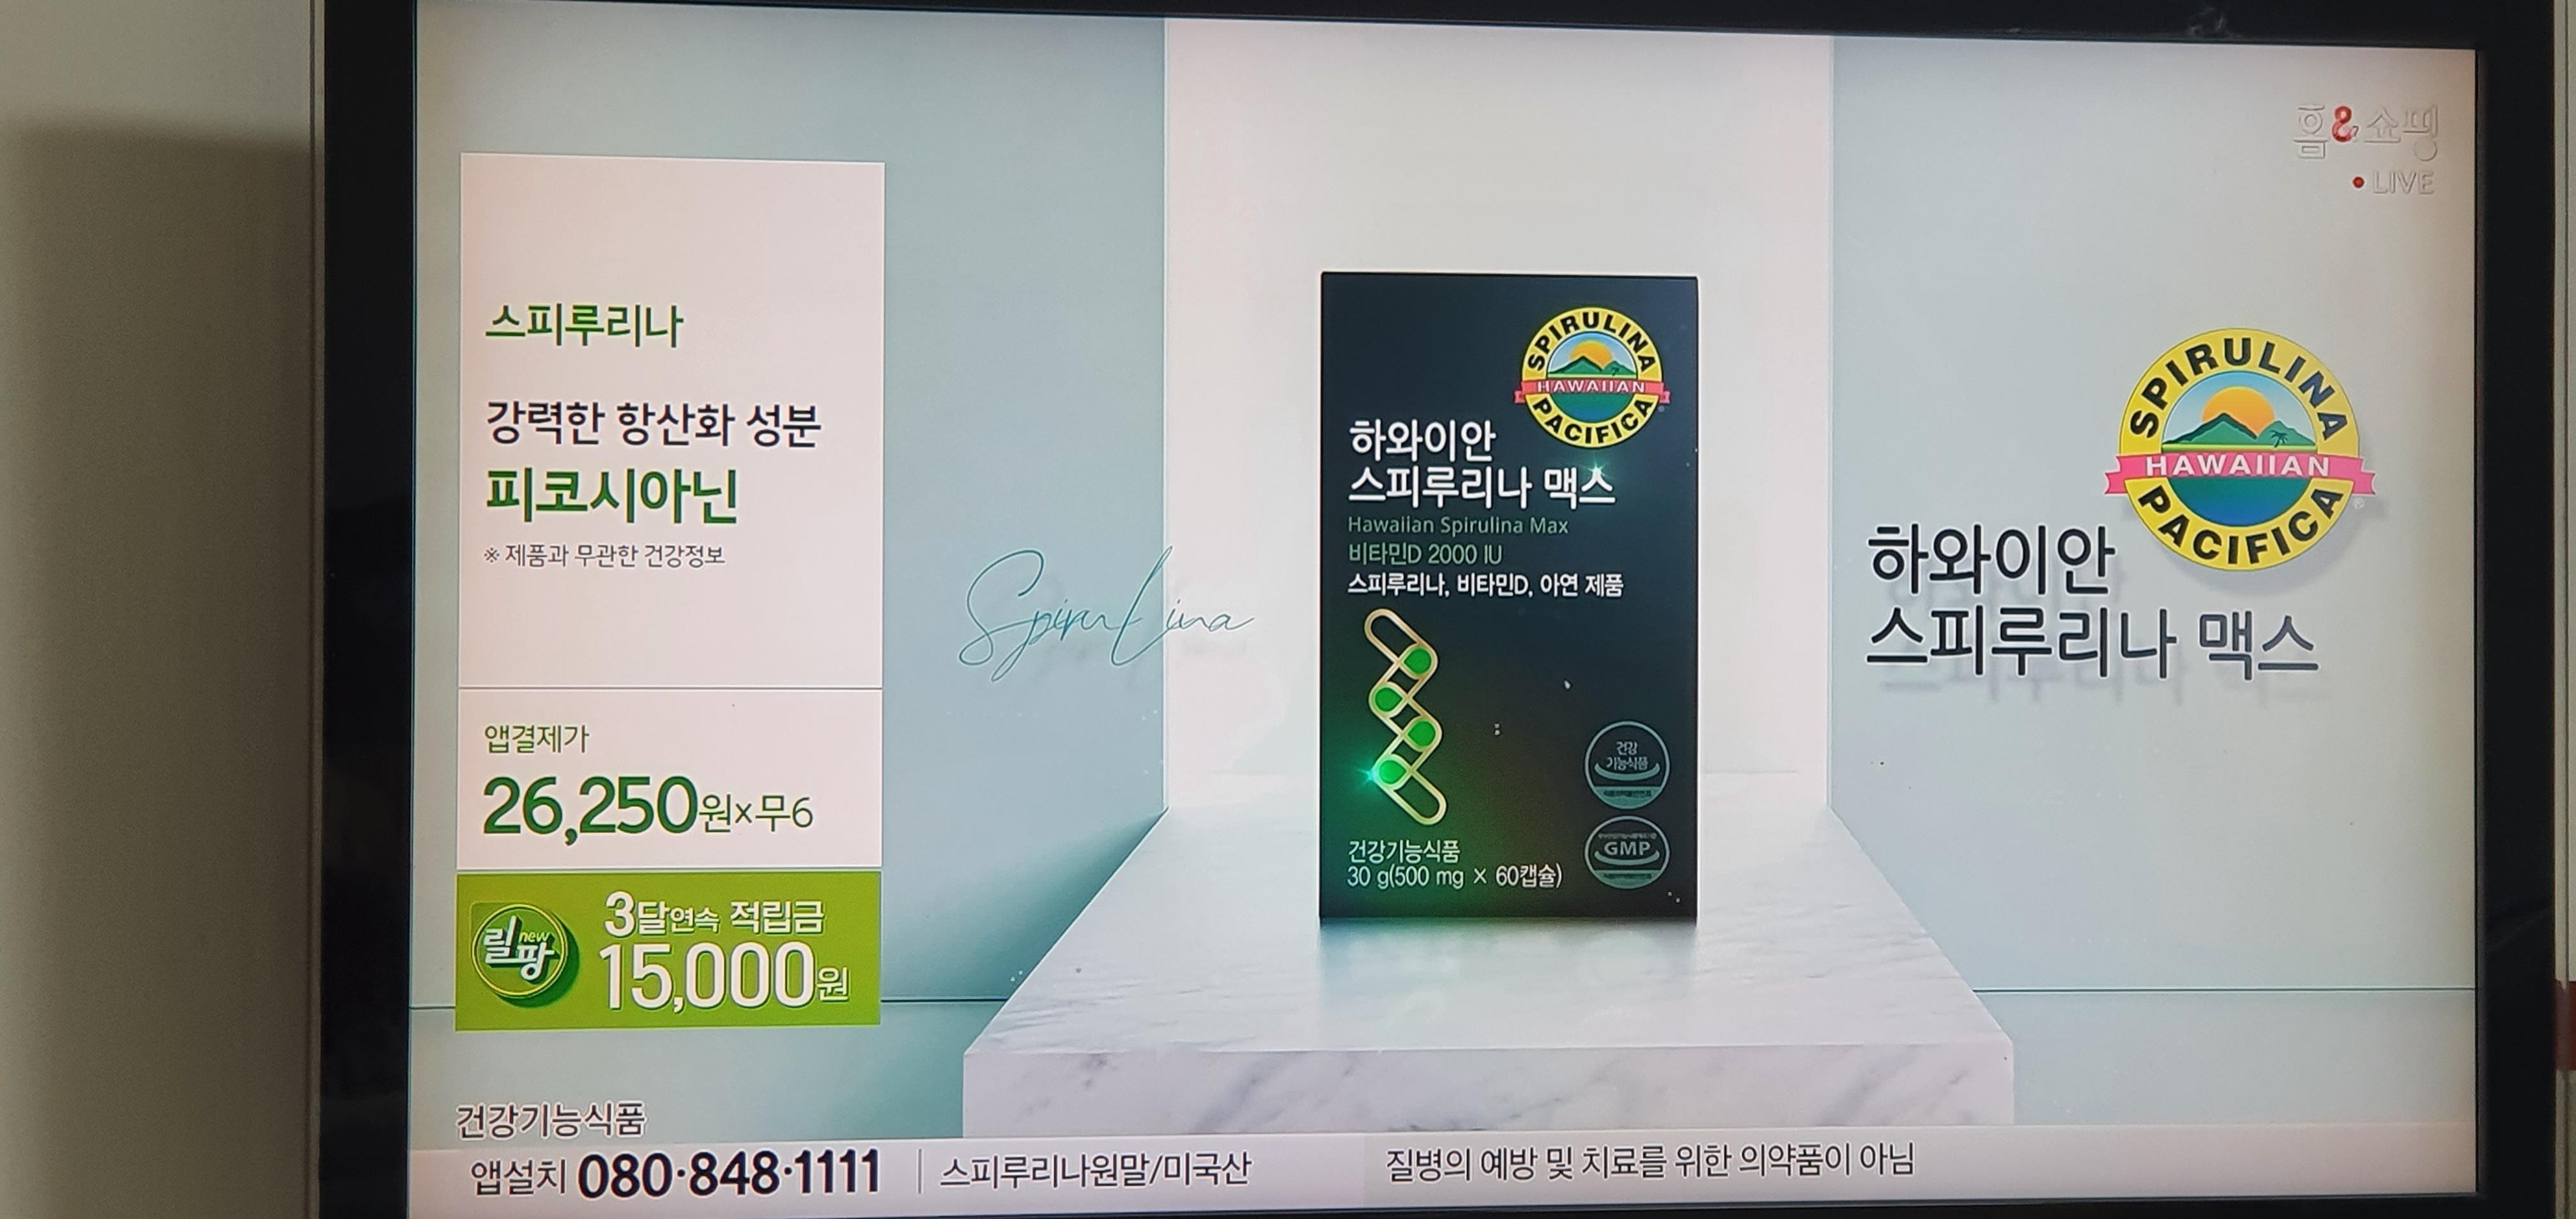 홈&쇼핑
LIVE
스피루리나
강력한 항산화 성분
피코시아닌
※ 제품과 무관한 건강정보
앱결제가
26,250원×무6
릴팡 new
3달연속 적립금
15,000원
Spirulina
SPIRULINA
HAWAIIAN
PACIFICA
하와이안
스피루리나 맥스
Hawaiian Spirulina Max
비타민D 2000 IU
스피루리나, 비타민D, 아연 제품
건강
기능식품
GMP
건강기능식품
30 g(500 mg × 60캡슐)
SPIRULINA
HAWAIIAN
PACIFICA
하와이안
스피루리나 맥스
건강기능식품
앱설치 080·848·1111 | 스피루리나원말/미국산 질병의 예방 및 치료를 위한 의약품이 아님